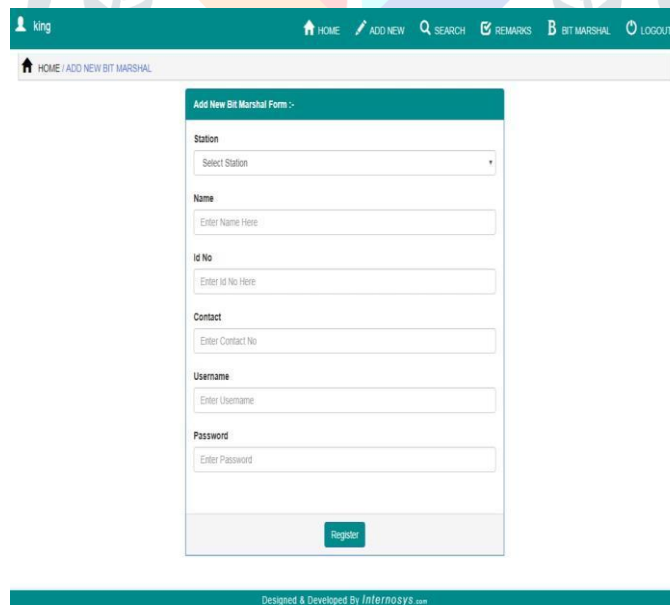 king
HOME ADD NEW SEARCH REMARKS BIT MARSHAL LOGOUT
HOME / ADD NEW BIT MARSHAL
Add New Bit Marshal Form :-
Station
Select Station
Name
Enter Name Here
Id No
Enter Id No Here
Contact
Enter Contact No
Username
Enter Username
Password
Enter Password
Register
Designed & Developed By Internosys.com